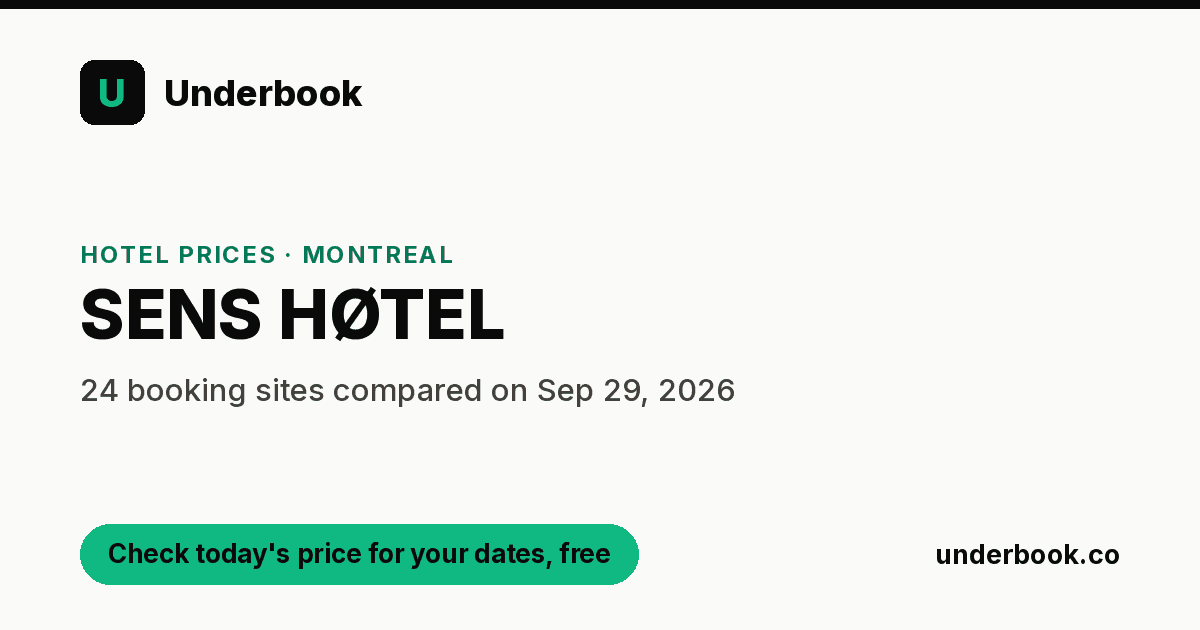 U Underbook
HOTEL PRICES · MONTREAL
SENS HØTEL
24 booking sites compared on Sep 29, 2026
Check today's price for your dates, free
underbook.co